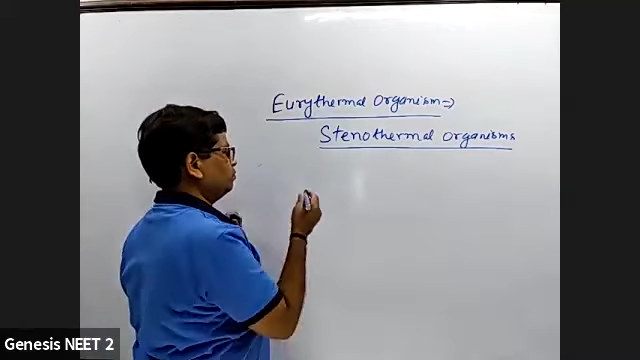 Eurythermal Organism ⇒
Stenothermal Organisms
Genesis NEET 2